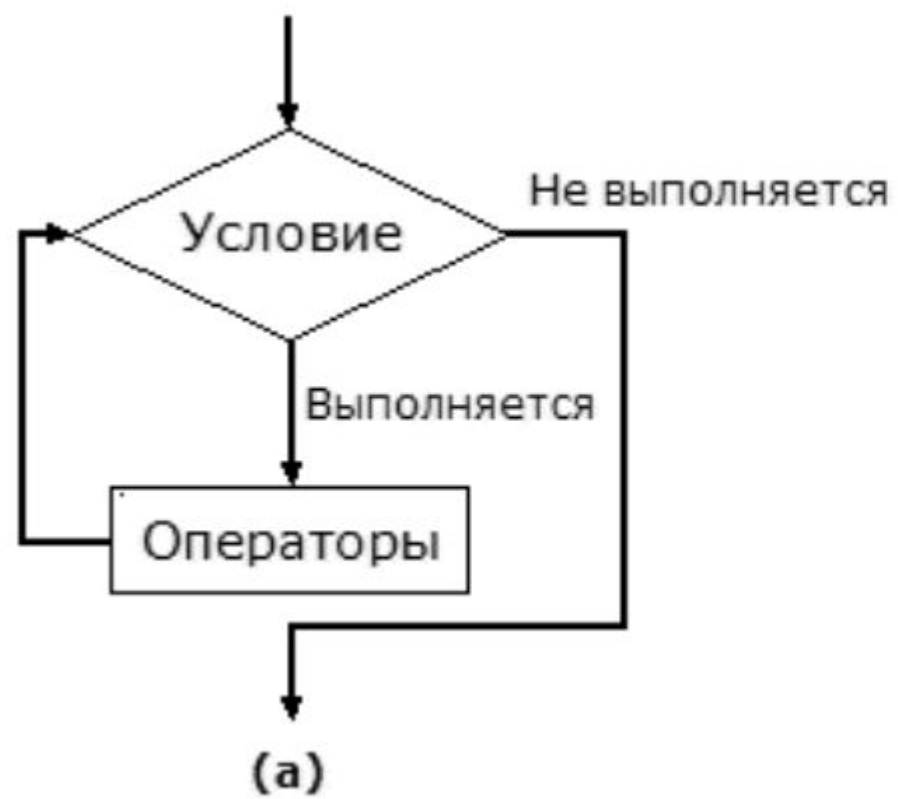 Не выполняется
Условие
Выполняется
Операторы
(а)